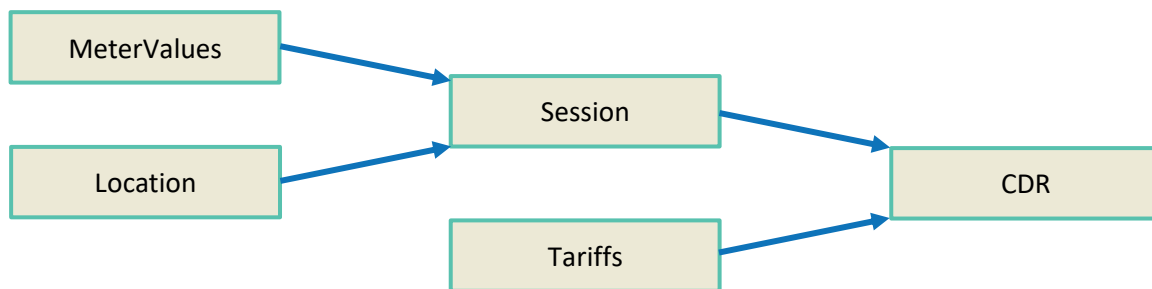 MeterValues
Session
Location
CDR
Tariffs